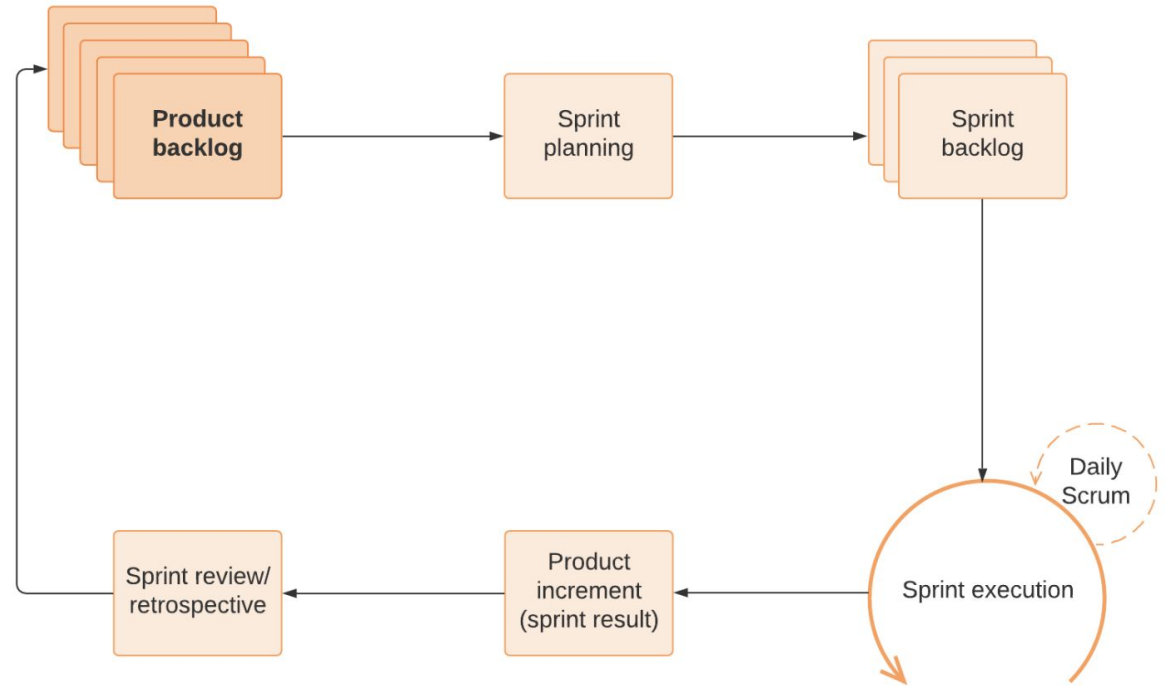 Product
backlog
Sprint
planning
Sprint
backlog
Daily
Scrum
Sprint execution
Product
increment
(sprint result)
Sprint review/
retrospective